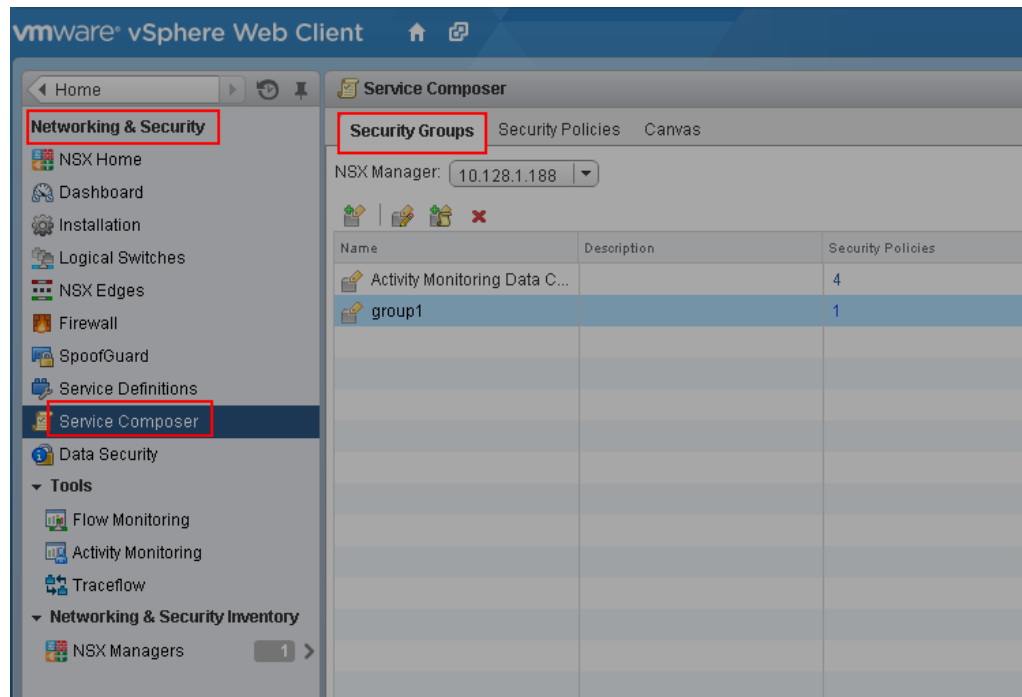 vmware® vSphere Web Client
Home
Networking & Security
NSX Home
Dashboard
Installation
Logical Switches
NSX Edges
Firewall
SpoofGuard
Service Definitions
Service Composer
Data Security
Tools
Flow Monitoring
Activity Monitoring
Traceflow
Networking & Security Inventory
NSX Managers 1
Service Composer
Security Groups Security Policies Canvas
NSX Manager: 10.128.1.188
Name Description Security Policies
Activity Monitoring Data C... 4
group1 1